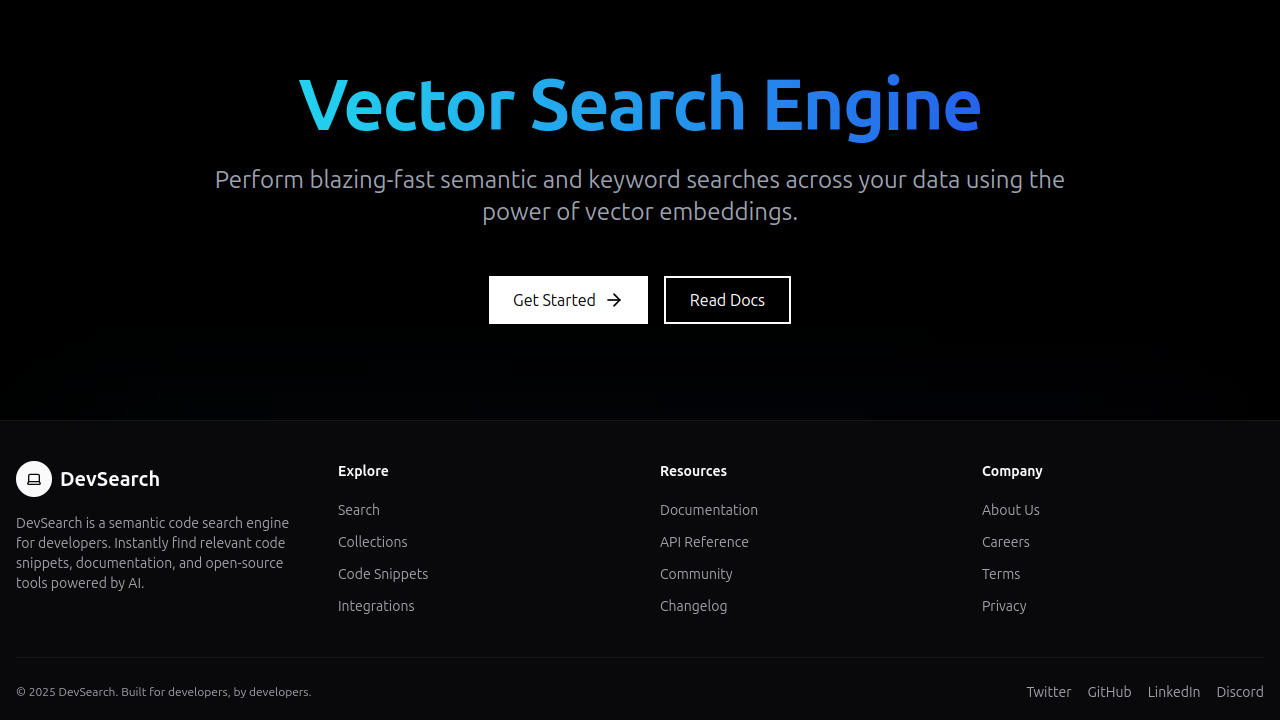 Vector Search Engine
Perform blazing-fast semantic and keyword searches across your data using the
power of vector embeddings.
Get Started
Read Docs
DevSearch
DevSearch is a semantic code search engine
for developers. Instantly find relevant code
snippets, documentation, and open-source
tools powered by AI.
Explore
Search
Collections
Code Snippets
Integrations
Resources
Documentation
API Reference
Community
Changelog
Company
About Us
Careers
Terms
Privacy
© 2025 DevSearch. Built for developers, by developers.
Twitter
GitHub
LinkedIn
Discord